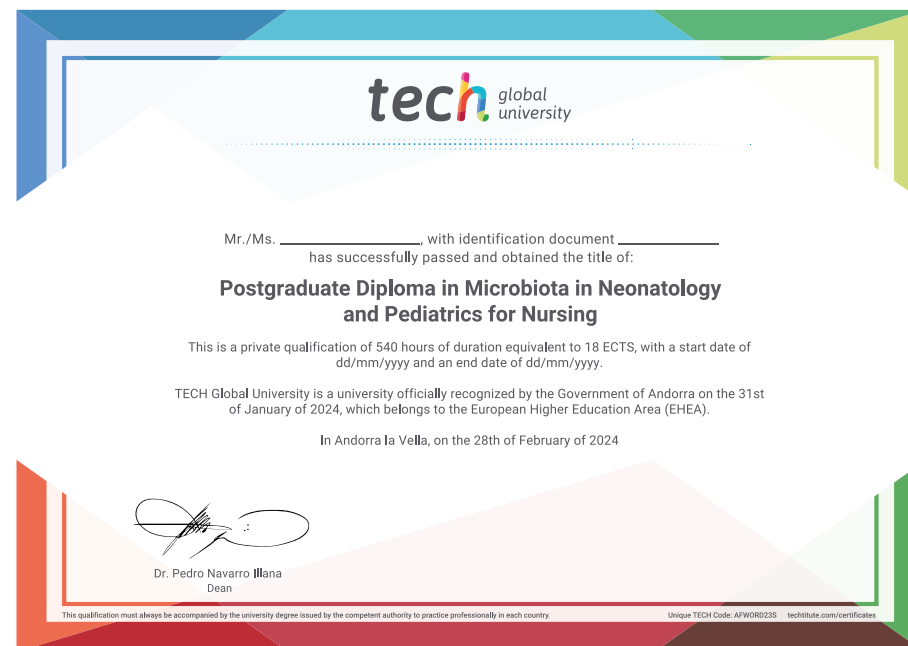 tech global university
Mr./Ms. ____________, with identification document ____________
has successfully passed and obtained the title of:
Postgraduate Diploma in Microbiota in Neonatology
and Pediatrics for Nursing
This is a private qualification of 540 hours of duration equivalent to 18 ECTS, with a start date of
dd/mm/yyyy and an end date of dd/mm/yyyy.
TECH Global University is a university officially recognized by the Government of Andorra on the 31st
of January of 2024, which belongs to the European Higher Education Area (EHEA).
In Andorra la Vella, on the 28th of February of 2024
Dr. Pedro Navarro Illana
Dean
This qualification must always be accompanied by the university degree issued by the competent authority to practice professionally in each country.
Unique TECH Code: AFWORD23S techtitute.com/certificates